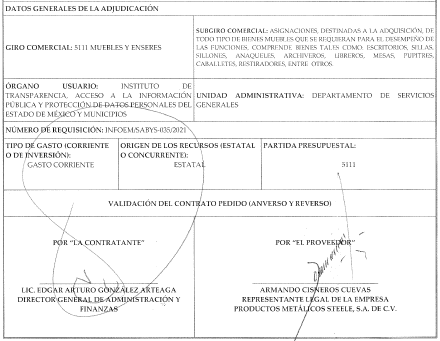 DATOS GENERALES DE LA ADJUDICACIÓN
GIRO COMERCIAL: 5111 MUEBLES Y ENSERES
SUBGIRO COMERCIAL: ASIGNACIONES, DESTINADAS A LA ADQUISICIÓN, DE
TODO TIPO DE BIENES MUEBLES QUE SE REQUIERAN PARA EL DESEMPEÑO DE
LAS FUNCIONES. COMPRENDE BIENES TALES COMO: ESCRITORIOS, SILLAS,
SILLONES, ANAQUELES, ARCHIVEROS, LIBREROS, MESAS, PUPITRES,
CABALLETES, RESTIRADORES, ENTRE OTROS.
ÓRGANO USUARIO: INSTITUTO DE
TRANSPARENCIA, ACCESO A LA INFORMACIÓN
PÚBLICA Y PROTECCIÓN DE DATOS PERSONALES DEL
ESTADO DE MÉXICO Y MUNICIPIOS
UNIDAD ADMINISTRATIVA: DEPARTAMENTO DE SERVICIOS
GENERALES
NÚMERO DE REQUISICIÓN: INFOEM/SABYS-035/2021
TIPO DE GASTO (CORRIENTE
O DE INVERSIÓN):
GASTO CORRIENTE
ORIGEN DE LOS RECURSOS (ESTATAL
O CONCURRENTE):
ESTATAL
PARTIDA PRESUPUESTAL:
5111
VALIDACIÓN DEL CONTRATO PEDIDO (ANVERSO Y REVERSO)
POR "LA CONTRATANTE"
LIC. EDGAR ARTURO GONZÁLEZ ARTEAGA
DIRECTOR GENERAL DE ADMINISTRACIÓN Y
FINANZAS
POR "EL PROVEEDOR"
ARMANDO CISNEROS CUEVAS
REPRESENTANTE LEGAL DE LA EMPRESA
PRODUCTOS METÁLICOS STEELE, S.A. DE C.V.